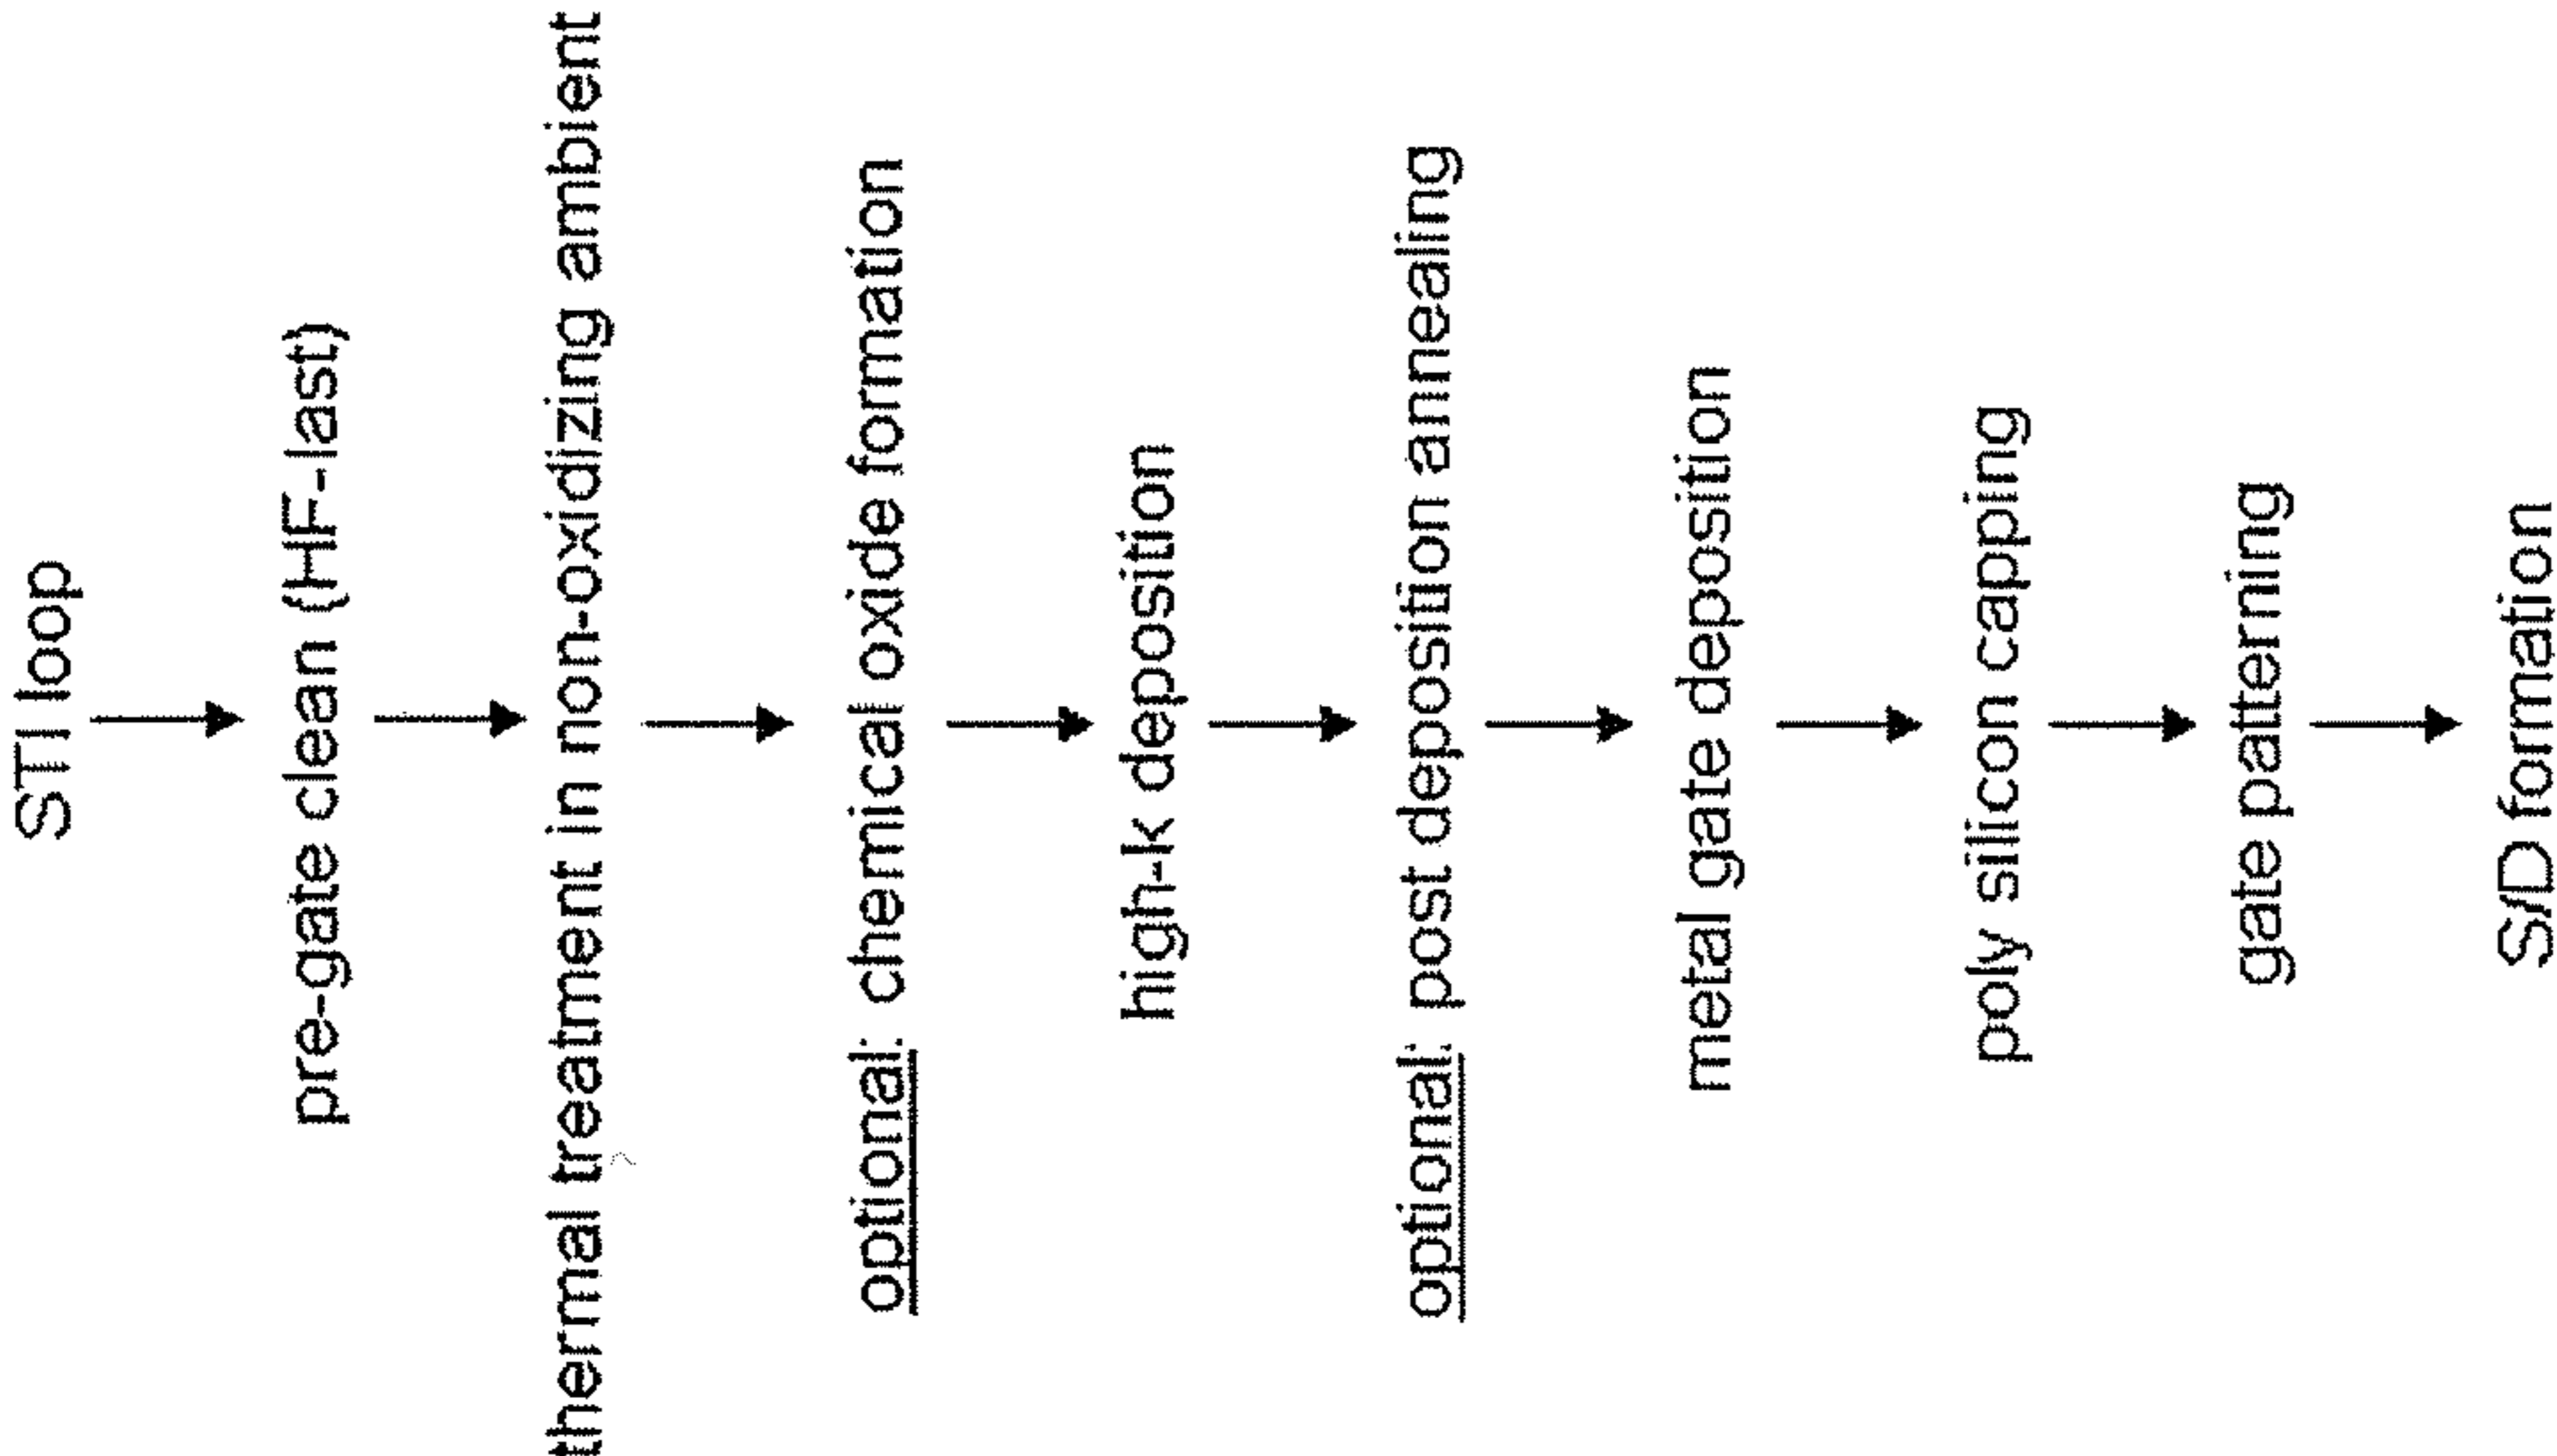 STI loop
pre-gate clean (HF-last)
thermal treatment in non-oxidizing ambient
optional: chemical oxide formation
high-k deposition
optional: post deposition annealing
metal gate deposition
poly silicon capping
gate patterning
S/D formation